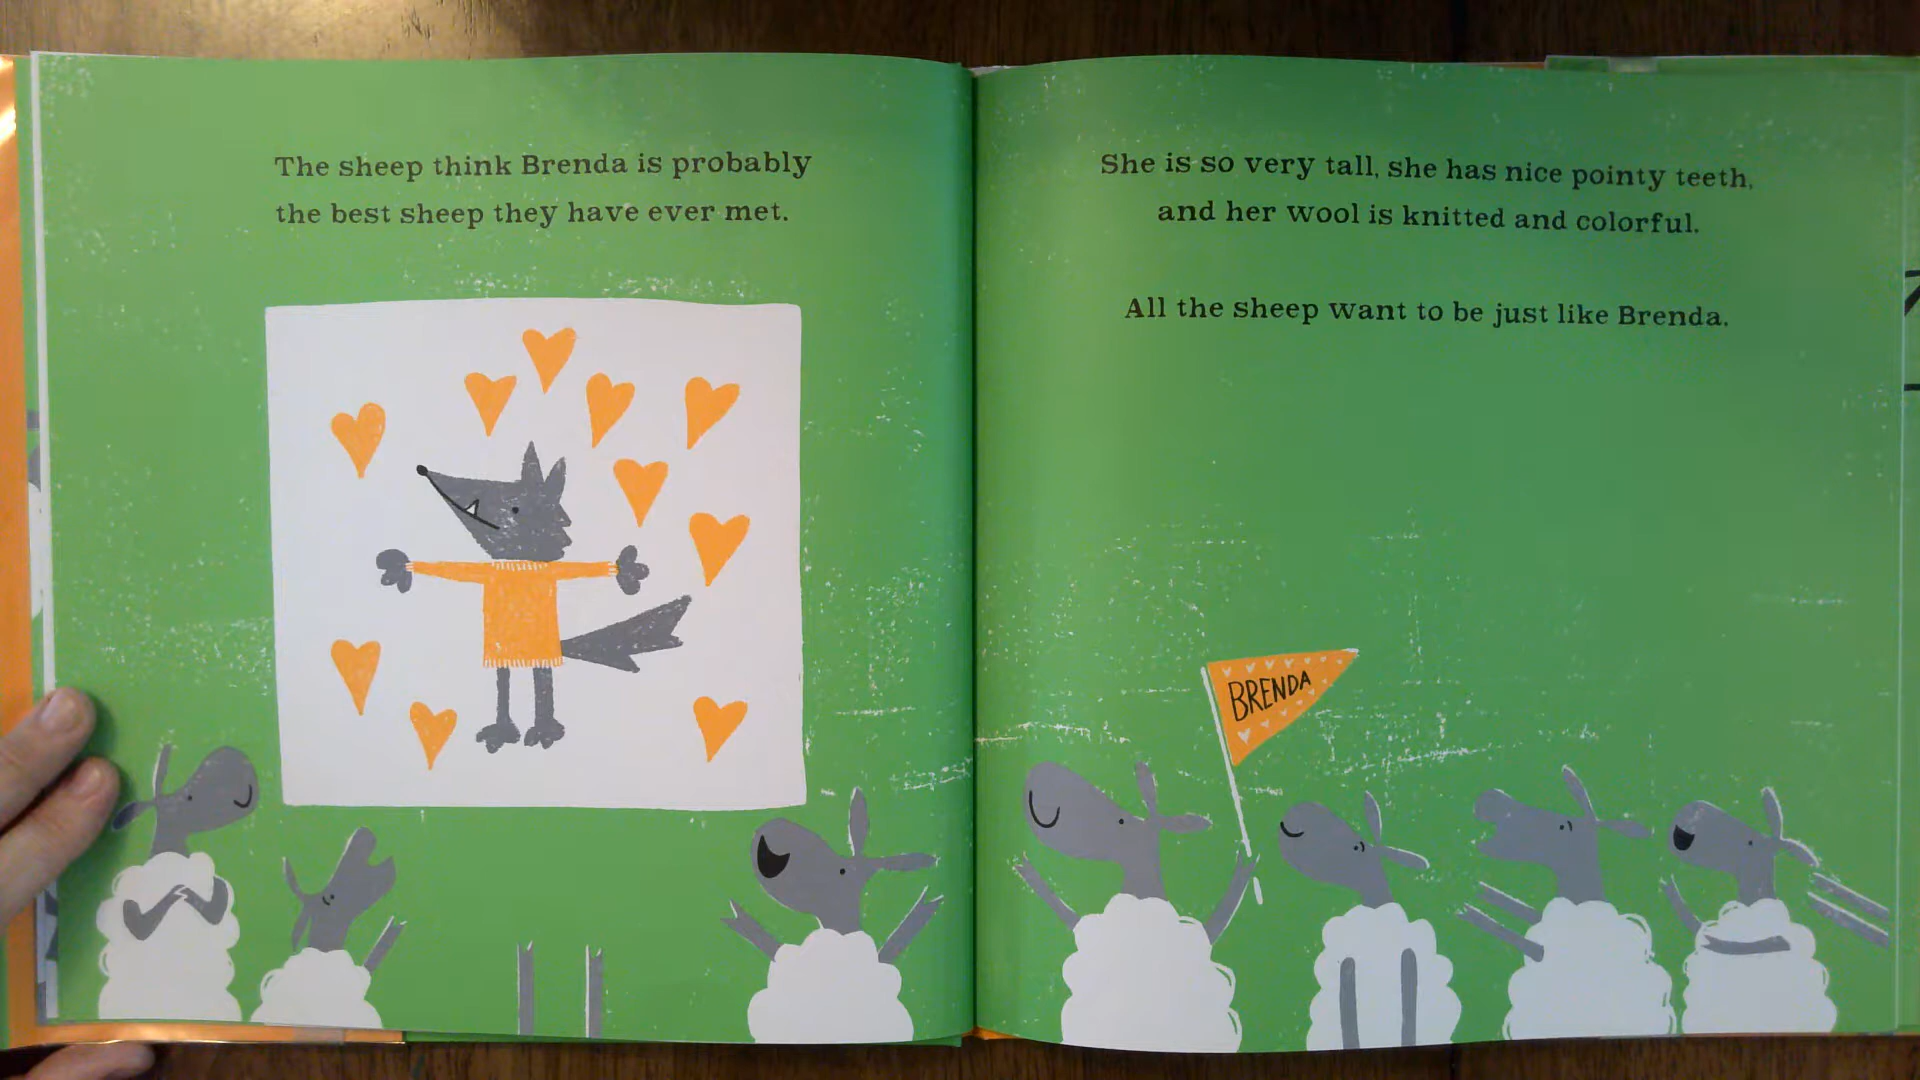 The sheep think Brenda is probably
the best sheep they have ever met.
She is so very tall, she has nice pointy teeth,
and her wool is knitted and colorful.
All the sheep want to be just like Brenda.
BRENDA